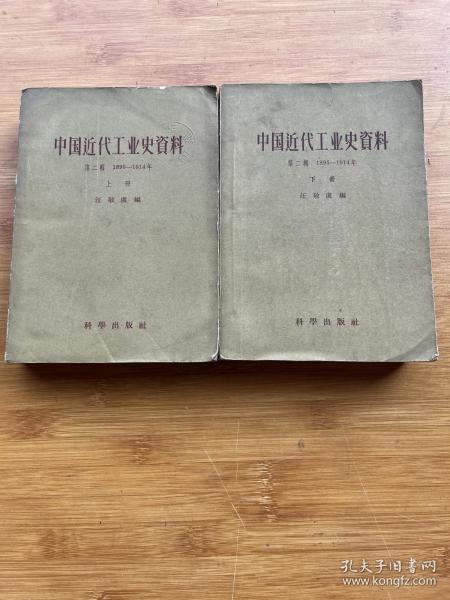 中国近代工业史資料
第二輯 1895—1914年
上冊
汪敬虞編
科學出版社
中国近代工业史資料
第二輯 1895—1914年
下冊
汪敬虞編
科學出版社
孔夫子旧书网
www.kongfz.com